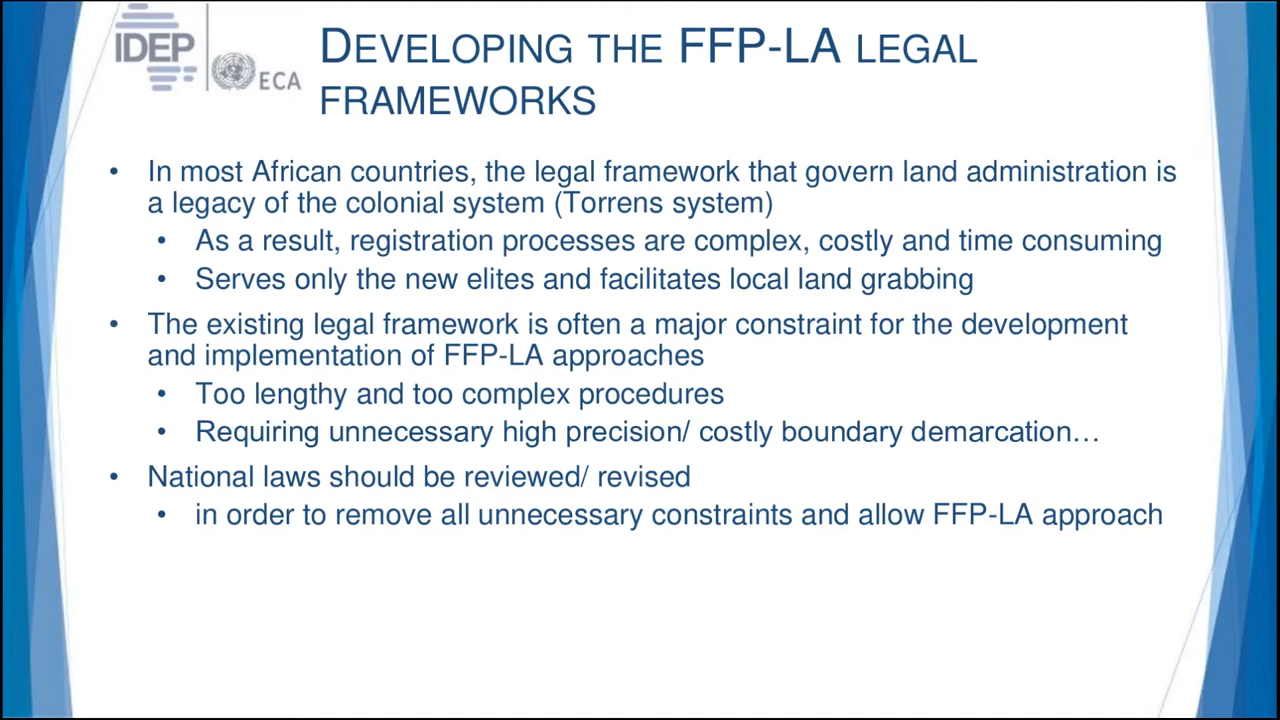 IDEP
ECA
DEVELOPING THE FFP-LA LEGAL
FRAMEWORKS
• In most African countries, the legal framework that govern land administration is
a legacy of the colonial system (Torrens system)
• As a result, registration processes are complex, costly and time consuming
• Serves only the new elites and facilitates local land grabbing
• The existing legal framework is often a major constraint for the development
and implementation of FFP-LA approaches
• Too lengthy and too complex procedures
• Requiring unnecessary high precision/ costly boundary demarcation…
• National laws should be reviewed/ revised
• in order to remove all unnecessary constraints and allow FFP-LA approach